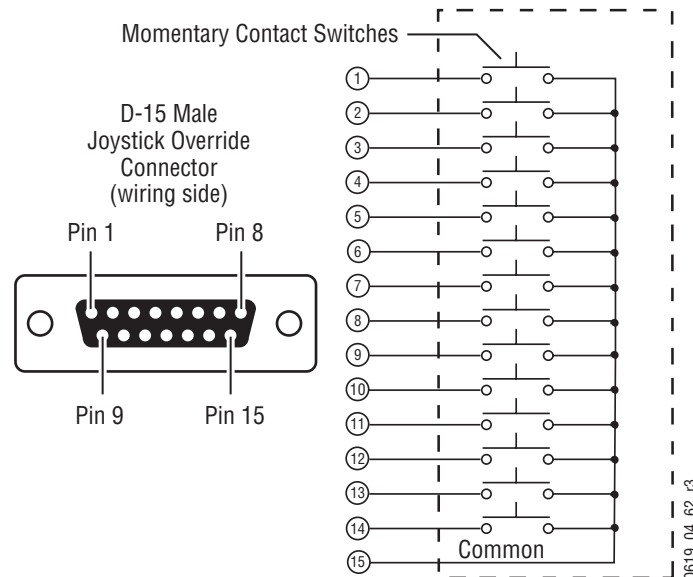 Momentary Contact Switches
D-15 Male
Joystick Override
Connector
(wiring side)
Pin 1
Pin 8
Pin 9
Pin 15
1
2
3
4
5
6
7
8
9
10
11
12
13
14
15
Common
0619_04_62_r3